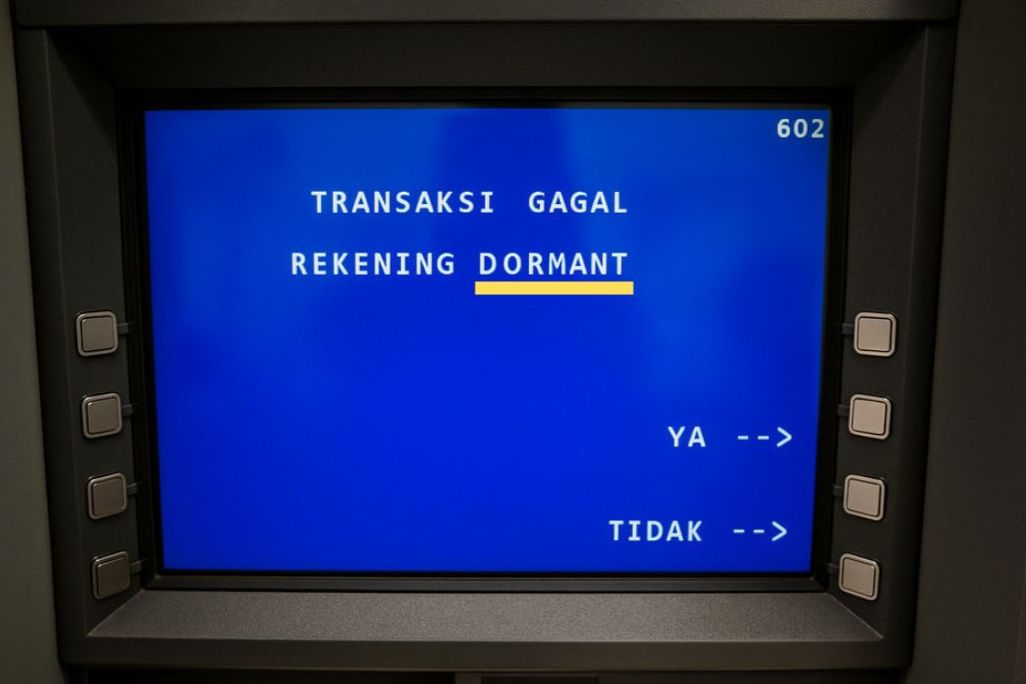 602
TRANSAKSI GAGAL
REKENING DORMANT
YA -->
TIDAK -->